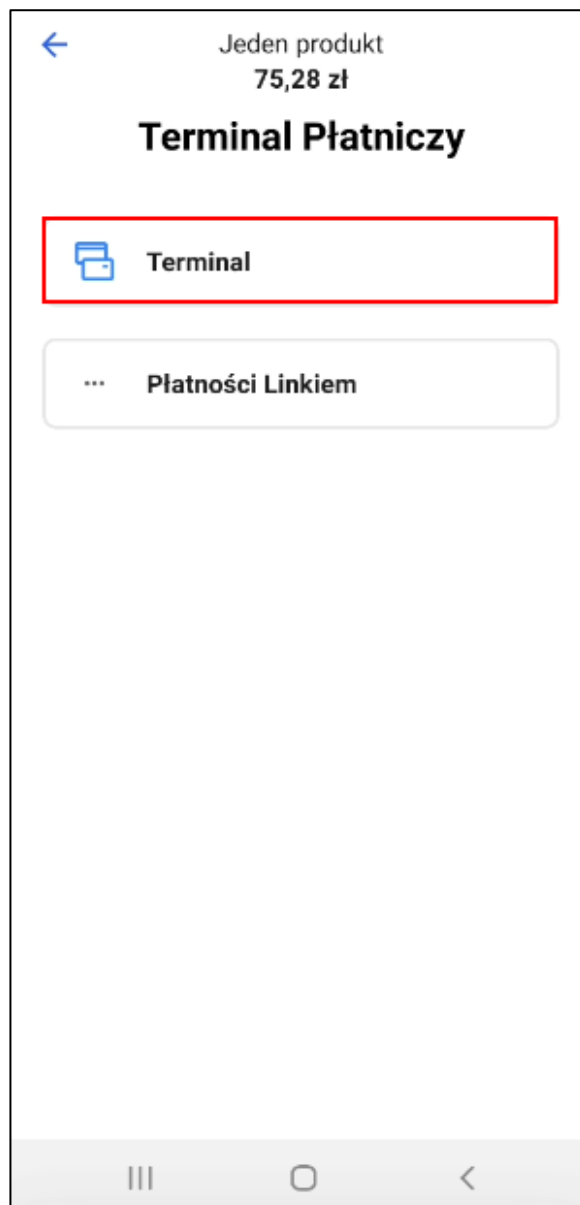 Jeden produkt
75,28 zł
Terminal Płatniczy
Terminal
Płatności Linkiem